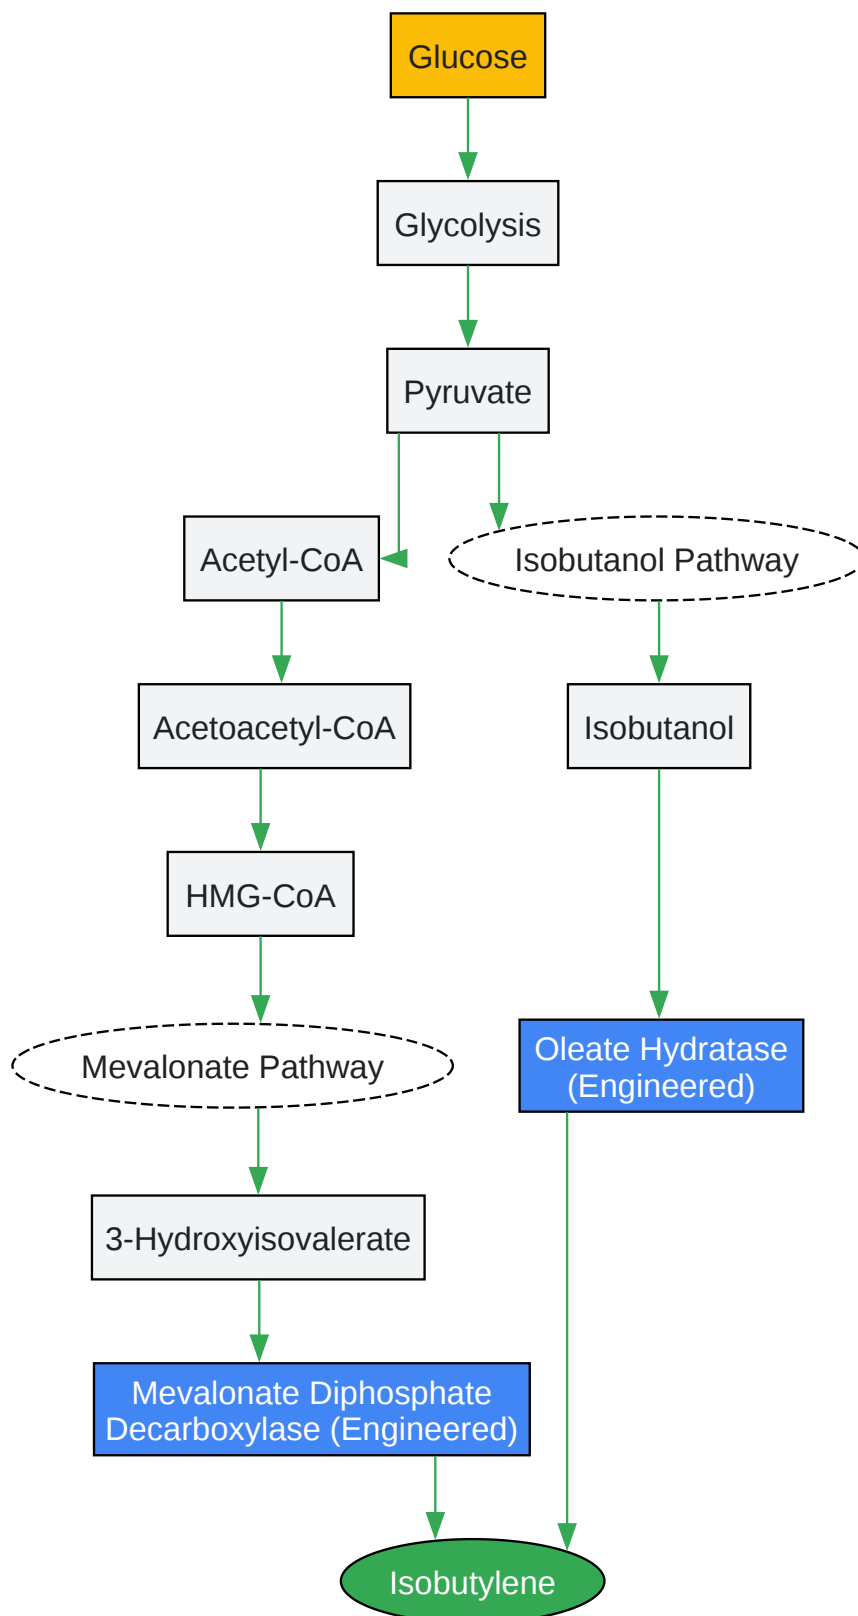 Glucose
Glycolysis
Pyruvate
Acetyl-CoA
Isobutanol Pathway
Acetoacetyl-CoA
Isobutanol
HMG-CoA
Mevalonate Pathway
Oleate Hydratase
(Engineered)
3-Hydroxyisovalerate
Mevalonate Diphosphate
Decarboxylase (Engineered)
Isobutylene